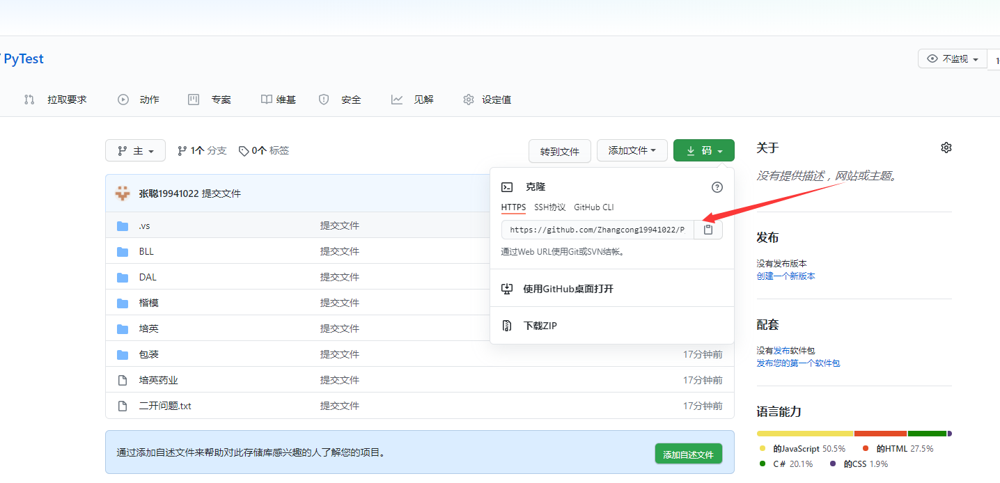 PyTest
不监视
拉取要求 动作 专案 维基 安全 见解 设定值
主 1个 分支 0个 标签 转到文件 添加文件 码
张聪19941022 提交文件
.vs 提交文件
BLL 提交文件
DAL 提交文件
楷模 提交文件
培英 提交文件
包装 提交文件 17分钟前
培英药业 提交文件 17分钟前
二开问题.txt 提交文件 17分钟前
通过添加自述文件来帮助对此存储库感兴趣的人了解您的项目。 添加自述文件
克隆
HTTPS SSH协议 GitHub CLI
https://github.com/Zhangcong19941022/P
通过Web URL使用Git或SVN结帐。
使用GitHub桌面打开
下载ZIP
关于
没有提供描述，网站或主题。
发布
没有发布版本
创建一个新版本
配套
没有发布软件包
发布您的第一个软件包
语言能力
的JavaScript 50.5% 的HTML 27.5%
C＃ 20.1% 的CSS 1.9%